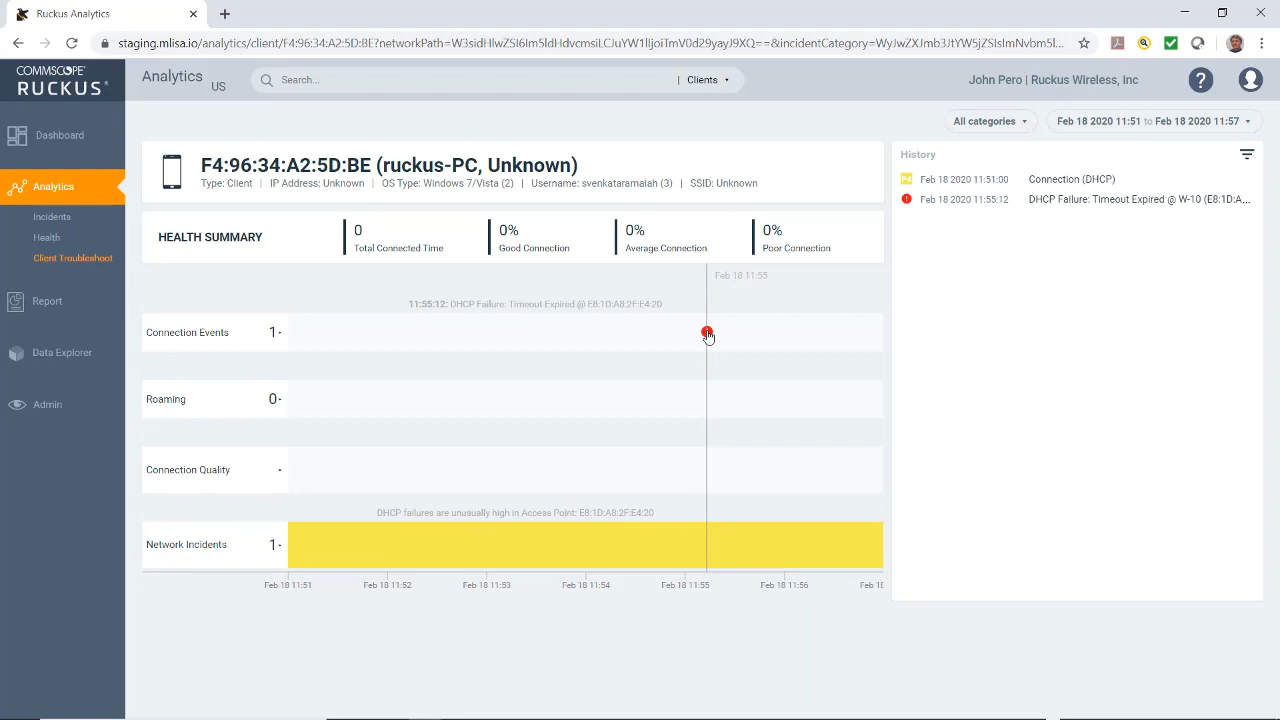 Ruckus Analytics
staging.mlisa.io/analytics/client/F4:96:34:A2:5D:BE?
COMMSCOPE®
RUCKUS®
Analytics
US
Search...
| Clients
John Pero | Ruckus Wireless, Inc
?
Dashboard
Analytics
Incidents
Health
Client Troubleshoot
Report
Data Explorer
Admin
All categories
Feb 18 2020 11:51 to Feb 18 2020 11:57
F4:96:34:A2:5D:BE (ruckus-PC, Unknown)
Type: Client | IP Address: Unknown | OS Type: Windows 7/Vista (2) | Username: svenkataramaiah (3) | SSID: Unknown
HEALTH SUMMARY
0
Total Connected Time
0%
Good Connection
0%
Average Connection
0%
Poor Connection
Feb 18 11:55
11:55:12: DHCP Failure: Timeout Expired @ E8:1D:A8:2F:E4:20
Connection Events 1-
Roaming 0-
Connection Quality -
DHCP failures are unusually high in Access Point: E8:1D:A8:2F:E4:20
Network Incidents 1-
Feb 18 11:51 Feb 18 11:52 Feb 18 11:53 Feb 18 11:54 Feb 18 11:55 Feb 18 11:56 Feb 18
History
P4 Feb 18 2020 11:51:00 Connection (DHCP)
Feb 18 2020 11:55:12 DHCP Failure: Timeout Expired @ W-10 (E8:1D:A...